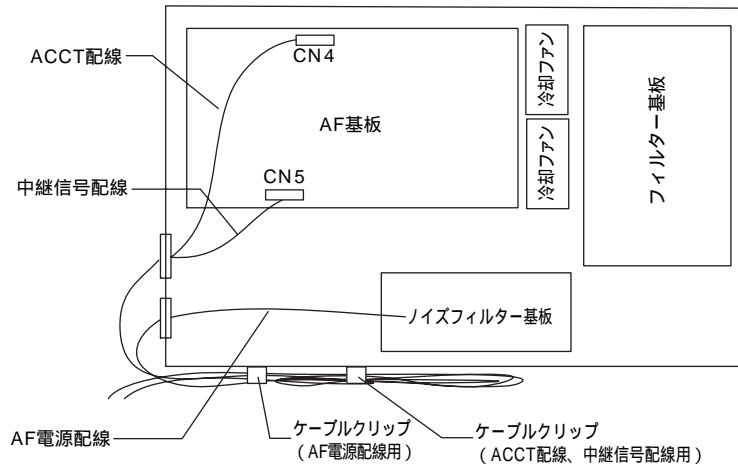 ACCT配線
CN4
AF基板
冷却ファン
冷却ファン
フィルター基板
中継信号配線
CN5
ノイズフィルター基板
AF電源配線
ケーブルクリップ
(AF電源配線用)
ケーブルクリップ
(ACCT配線、中継信号配線用)